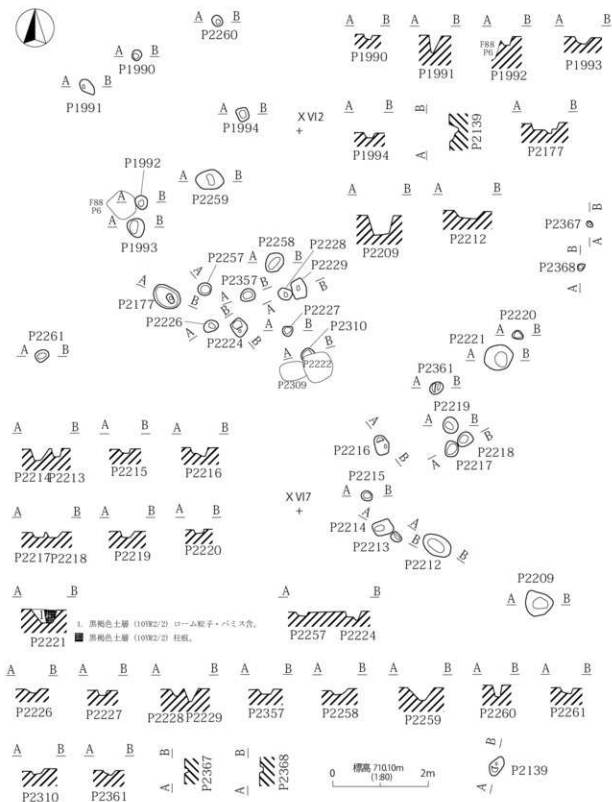 A B
P2260
A B
P1990
A B
P1991
A B
P1994
X VI2
+
P1992
F88
P6
A B
A B
P1993
A B
P2259
A B
P1990
A B
P1991
A B
F88
P6
P1992
A B
P1993
A B
P1994
B
P2139
A
A B
P2177
A B
P2209
A B
P2212
B
P2367
A
B
P2368
A
P2257
A B
P2258
P2228
P2229
A
P2357
A B
A B
P2177
B
P2226
A
B
P2224
B
P2227
A B
P2310
A B
P2222
P2309
P2261
A B
P2220
A B
P2221
A B
P2361
A B
P2219
A B
B
P2218
A
P2217
A
P2216
B
P2215
A B
X VI7
+
A
P2214
P2213
B
A
P2212
B
P2209
A B
A B
P2214 P2213
A B
P2215
A B
P2216
A B
P2217 P2218
A B
P2219
A B
P2220
A B
P2221
1. 黒褐色土層 (10YR2/2) ローム粒子・パミス含。
黒褐色土層 (10YR2/2) 柱痕。
A B
P2257 P2224
A B
P2226
A B
P2227
A B
P2228 P2229
A B
P2357
A B
P2258
A B
P2259
A B
P2260
A B
P2261
A B
P2310
A B
P2361
B
P2367
A
B
P2368
A
標高 710.10m
0 (1:80) 2m
B
P2139
A